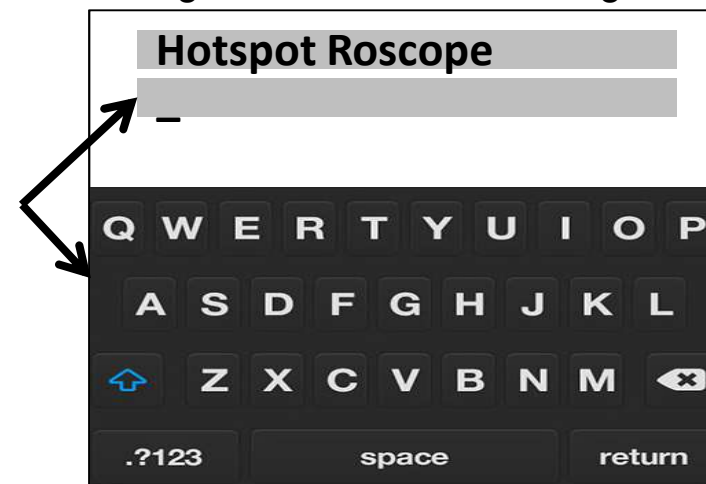 Hotspot Roscope
_
Q W E R T Y U I O P
A S D F G H J K L
Z X C V B N M
.?123 space return